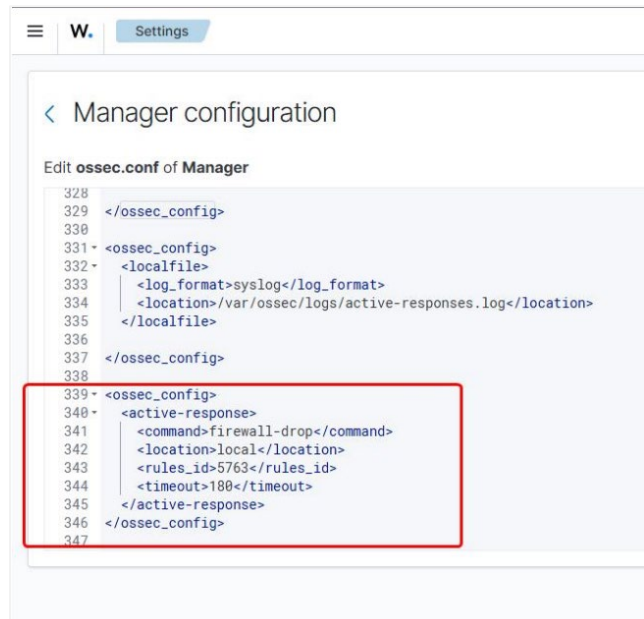 W. Settings
Manager configuration
Edit ossec.conf of Manager
328
329 </ossec_config>
330
331 <ossec_config>
332 <localfile>
333 <log_format>syslog</log_format>
334 <location>/var/ossec/logs/active-responses.log</location>
335 </localfile>
336
337 </ossec_config>
338
339 <ossec_config>
340 <active-response>
341 <command>firewall-drop</command>
342 <location>local</location>
343 <rules_id>5763</rules_id>
344 <timeout>180</timeout>
345 </active-response>
346 </ossec_config>
347